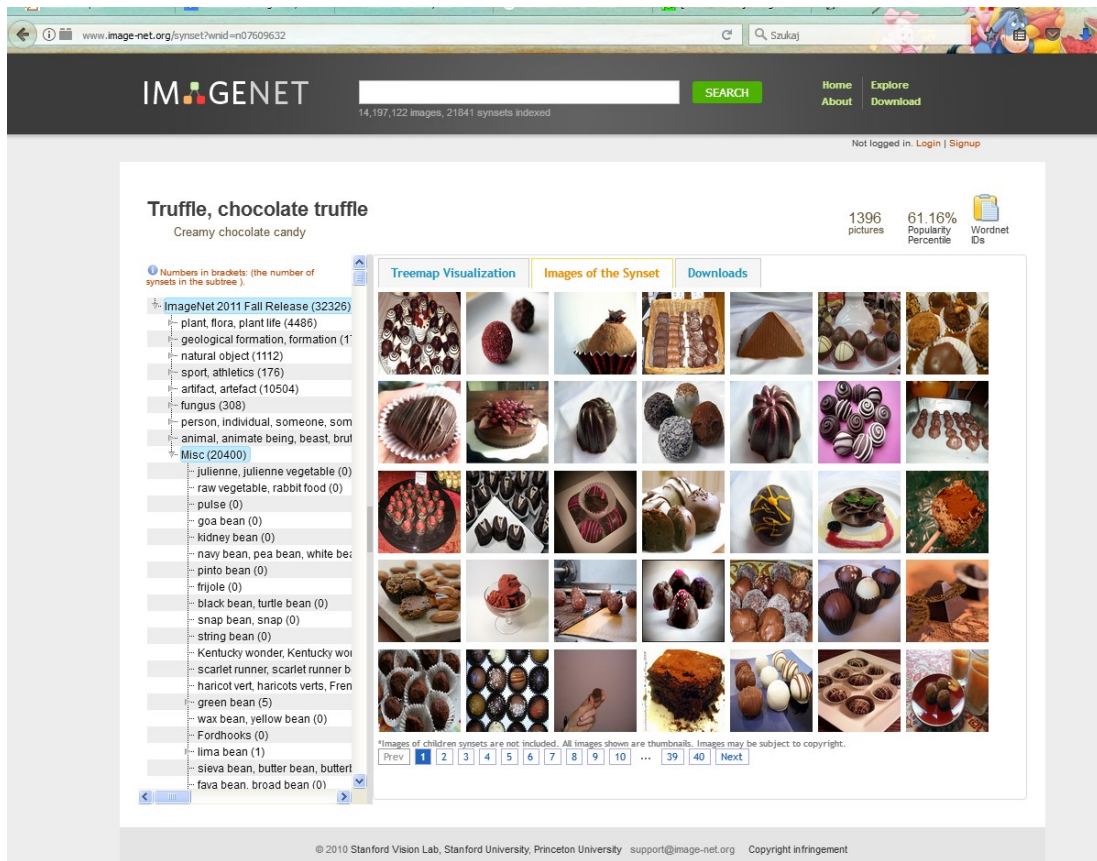 www.image-net.org/synset?wnid=n07609632
Szukaj
IMAGENET
SEARCH
14,197,122 images, 21841 synsets indexed
Home Explore
About Download
Not logged in. Login | Signup
Truffle, chocolate truffle
Creamy chocolate candy
1396
pictures
61.16%
Popularity
Percentile
Wordnet
IDs
Numbers in brackets: (the number of
synsets in the subtree ).
ImageNet 2011 Fall Release (32326)
plant, flora, plant life (4486)
geological formation, formation (1
natural object (1112)
sport, athletics (176)
artifact, artefact (10504)
fungus (308)
person, individual, someone, som
animal, animate being, beast, brut
Misc (20400)
julienne, julienne vegetable (0)
raw vegetable, rabbit food (0)
pulse (0)
goa bean (0)
kidney bean (0)
navy bean, pea bean, white bea
pinto bean (0)
frijole (0)
black bean, turtle bean (0)
snap bean, snap (0)
string bean (0)
Kentucky wonder, Kentucky wor
scarlet runner, scarlet runner b
haricot vert, haricots verts, Fren
green bean (5)
wax bean, yellow bean (0)
Fordhooks (0)
lima bean (1)
sieva bean, butter bean, butterb
fava bean, broad bean (0)
Treemap Visualization Images of the Synset Downloads
*Images of children synsets are not included. All images shown are thumbnails. Images may be subject to copyright.
Prev 1 2 3 4 5 6 7 8 9 10 ... 39 40 Next
© 2010 Stanford Vision Lab, Stanford University, Princeton University support@image-net.org Copyright infringement